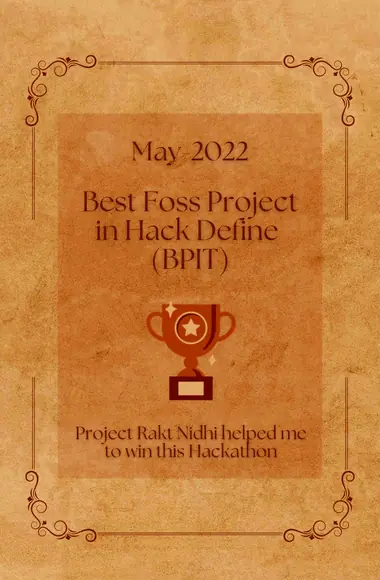 May 2022
Best Foss Project
in Hack Define
(BPIT)
Project Rakt Nidhi helped me
to win this Hackathon